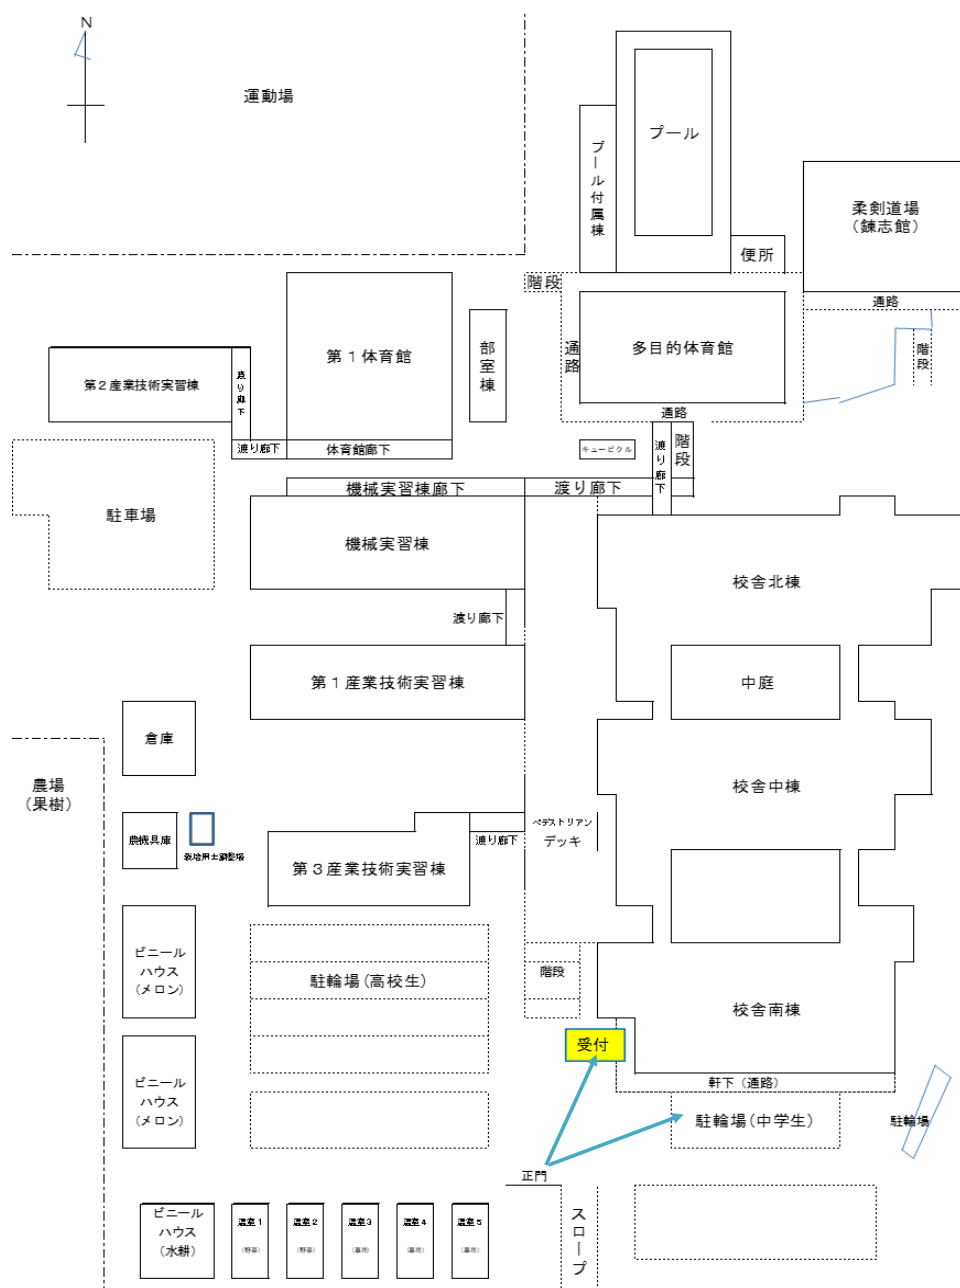 N
運動場
プール
プール付属棟
柔剣道場
(錬志館)
便所
階段
通路
階段
第1体育館
部室棟
通路
多目的体育館
第2産業技術実習棟
渡り廊下
通路
渡り廊下
体育館廊下
キュービクル
渡り廊下
階段
機械実習棟廊下
渡り廊下
駐車場
機械実習棟
校舎北棟
渡り廊下
第1産業技術実習棟
中庭
倉庫
農場
(果樹)
校舎中棟
農機具庫
栽培用土調整場
ペデストリアン
デッキ
渡り廊下
第3産業技術実習棟
ビニール
ハウス
(メロン)
駐輪場(高校生)
階段
校舎南棟
受付
ビニール
ハウス
(メロン)
軒下(通路)
駐輪場(中学生)
駐輪場
正門
スロープ
ビニール
ハウス
(水耕)
温室1
(野菜)
温室2
(野菜)
温室3
(草花)
温室4
(草花)
温室5
(草花)